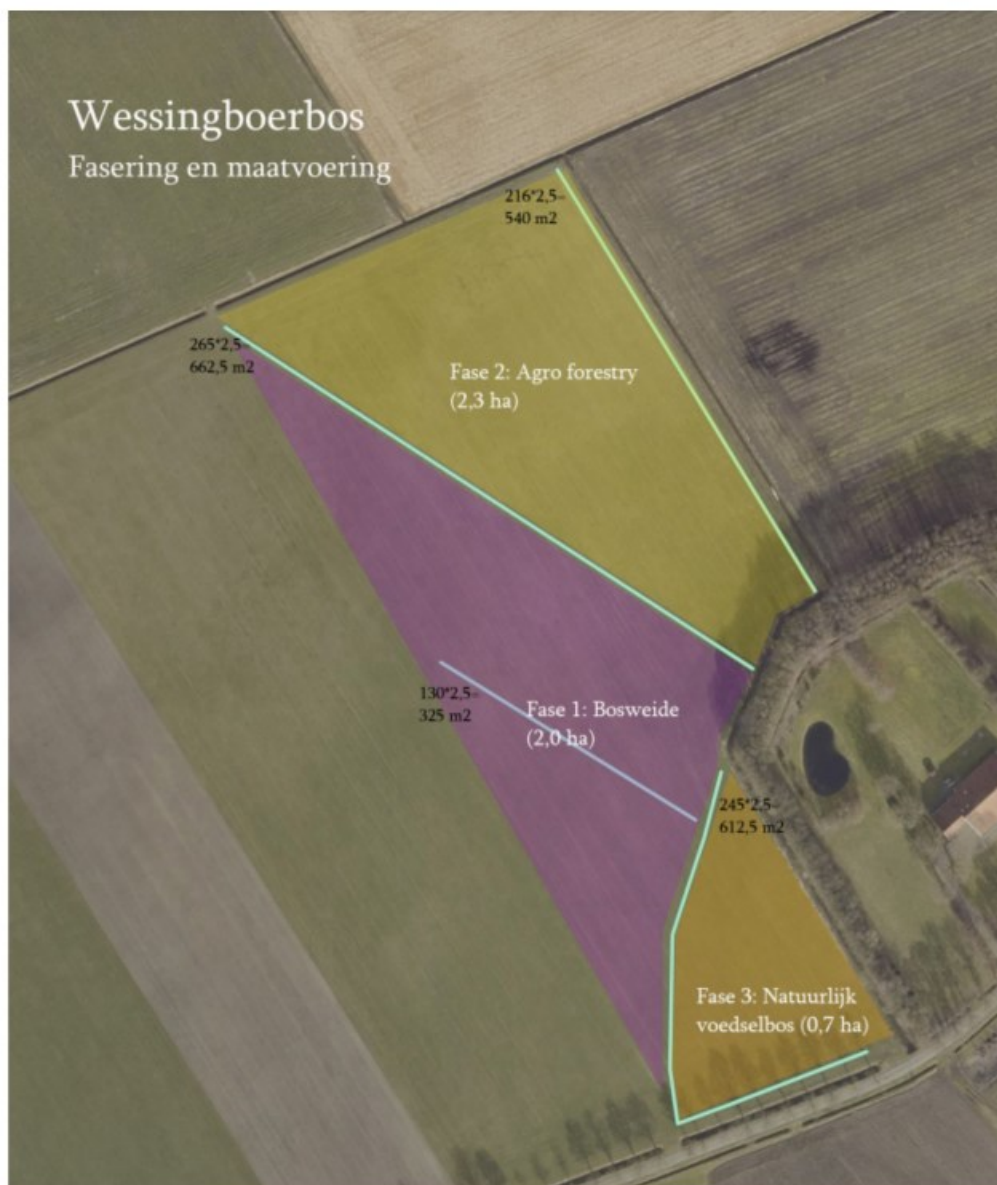 Wessingboerbos
Fasering en maatvoering
216*2,5=
540 m2
265*2,5=
662,5 m2
Fase 2: Agro forestry
(2,3 ha)
130*2,5=
325 m2
Fase 1: Bosweide
(2,0 ha)
245*2,5=
612,5 m2
Fase 3: Natuurlijk
voedselbos (0,7 ha)